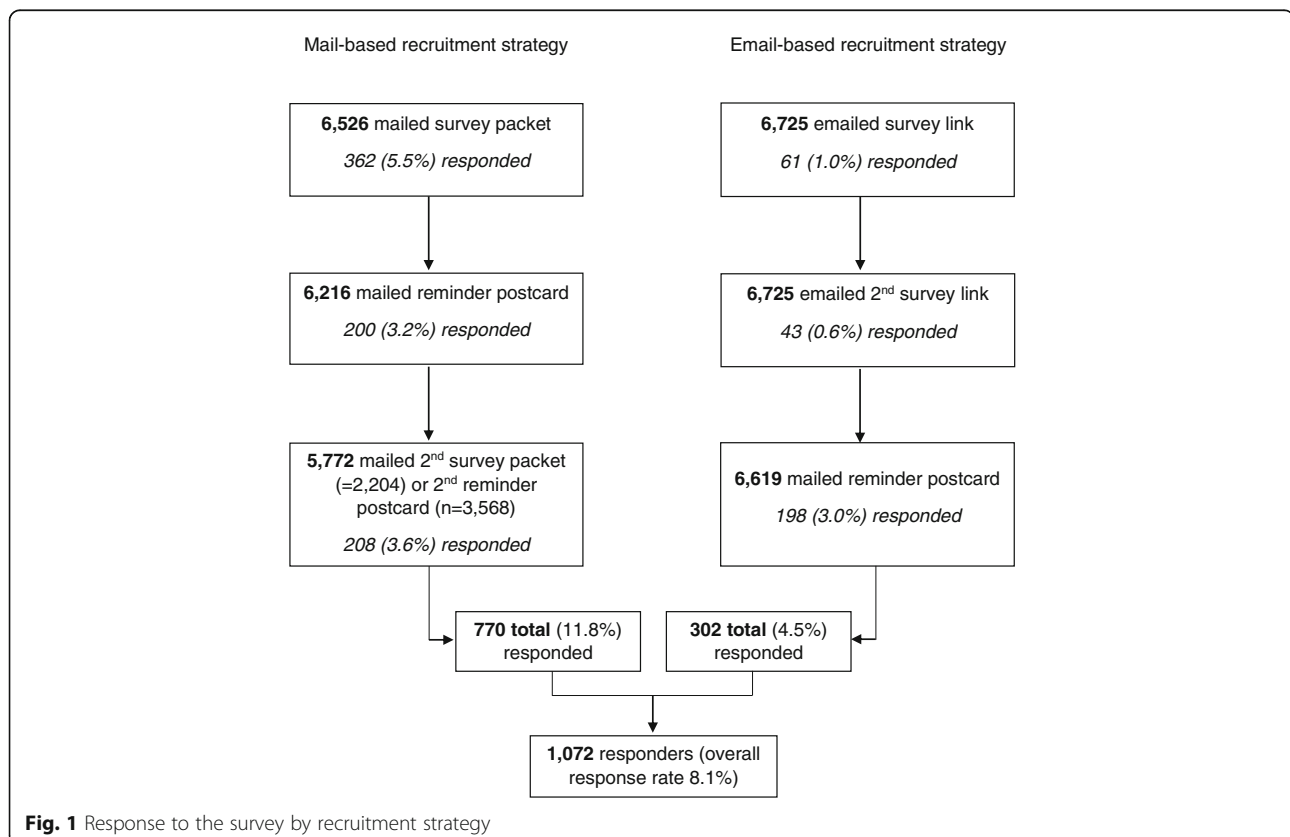 Mail-based recruitment strategy
Email-based recruitment strategy
6,526 mailed survey packet
362 (5.5%) responded
6,725 emailed survey link
61 (1.0%) responded
6,216 mailed reminder postcard
200 (3.2%) responded
6,725 emailed 2nd survey link
43 (0.6%) responded
5,772 mailed 2nd survey packet
(=2,204) or 2nd reminder
postcard (n=3,568)
208 (3.6%) responded
6,619 mailed reminder postcard
198 (3.0%) responded
770 total (11.8%)
responded
302 total (4.5%)
responded
1,072 responders (overall
response rate 8.1%)
Fig. 1 Response to the survey by recruitment strategy